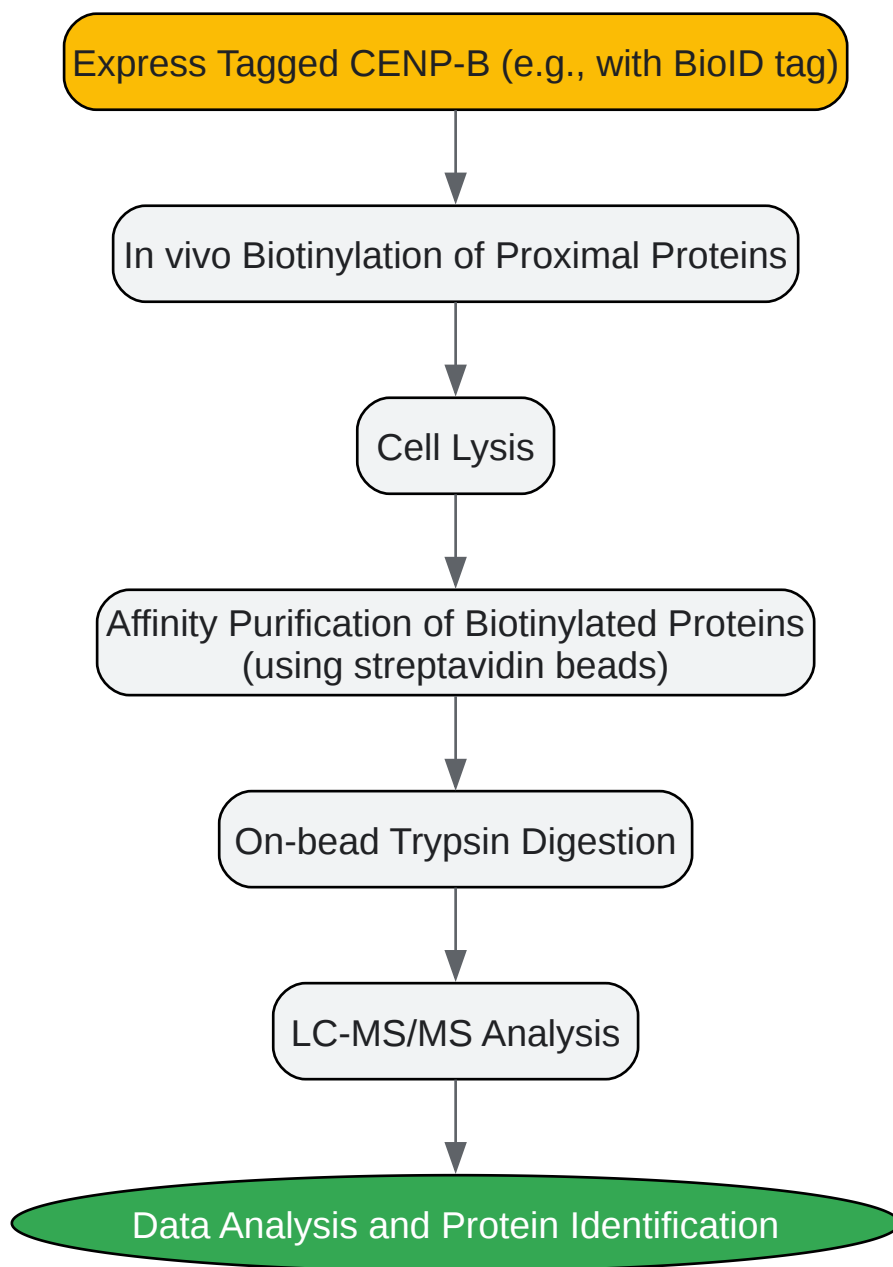 Express Tagged CENP-B (e.g., with BioID tag)
In vivo Biotinylation of Proximal Proteins
Cell Lysis
Affinity Purification of Biotinylated Proteins
(using streptavidin beads)
On-bead Trypsin Digestion
LC-MS/MS Analysis
Data Analysis and Protein Identification